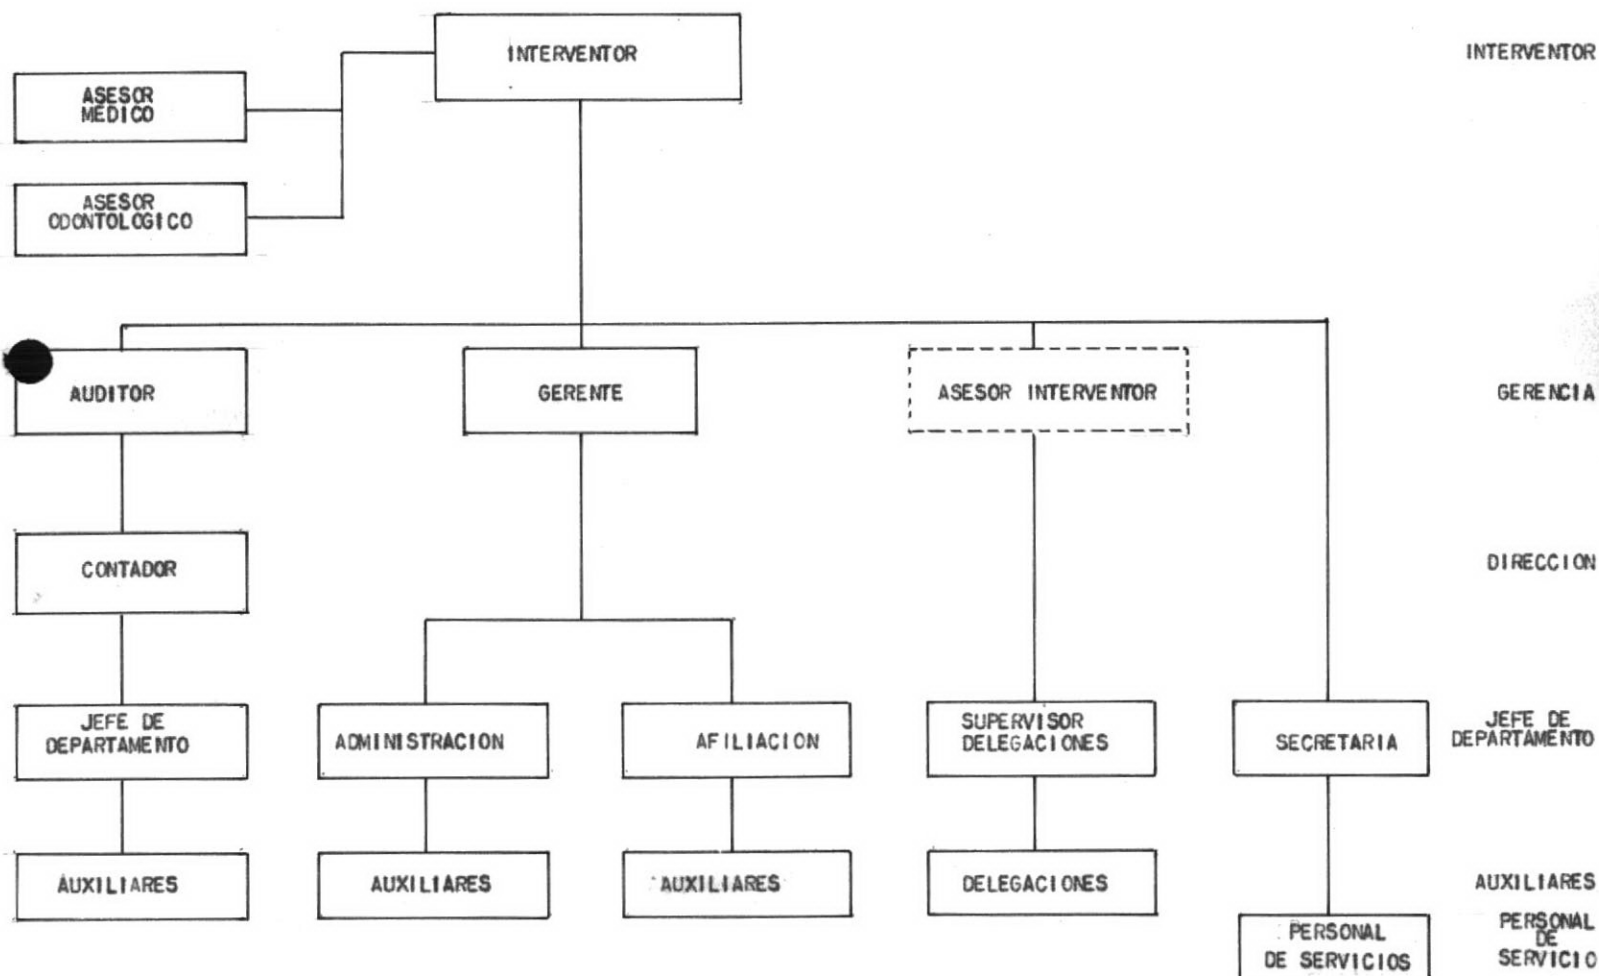 INTERVENTOR
INTERVENTOR
ASESOR
MEDICO
ASESOR
ODONTOLOGICO
AUDITOR
GERENTE
ASESOR INTERVENTOR
GERENCIA
CONTADOR
DIRECCION
JEFE DE
DEPARTAMENTO
ADMINISTRACION
AFILIACION
SUPERVISOR
DELEGACIONES
SECRETARIA
JEFE DE
DEPARTAMENTO
AUXILIARES
AUXILIARES
AUXILIARES
DELEGACIONES
AUXILIARES
PERSONAL
DE SERVICIOS
PERSONAL
DE
SERVICIO